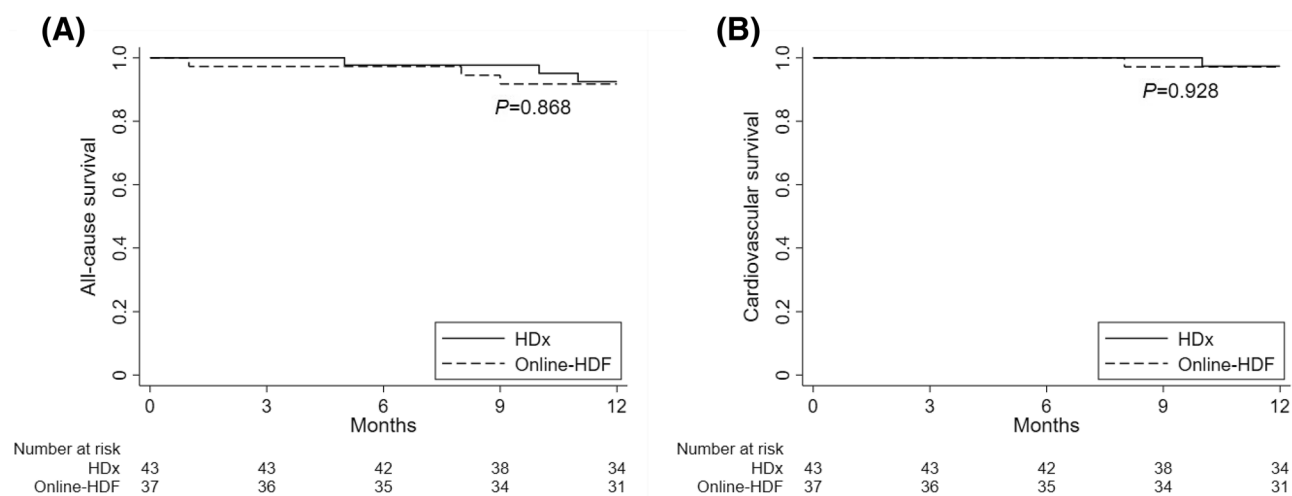 (A)
All-cause survival
1.0
0.8
0.6
0.4
0.2
0
P=0.868
HDx
Online-HDF
0 3 6 9 12
Months
Number at risk
HDx 43 43 42 38 34
Online-HDF 37 36 35 34 31
(B)
Cardiovascular survival
1.0
0.8
0.6
0.4
0.2
0
P=0.928
HDx
Online-HDF
0 3 6 9 12
Months
Number at risk
HDx 43 43 42 38 34
Online-HDF 37 36 35 34 31